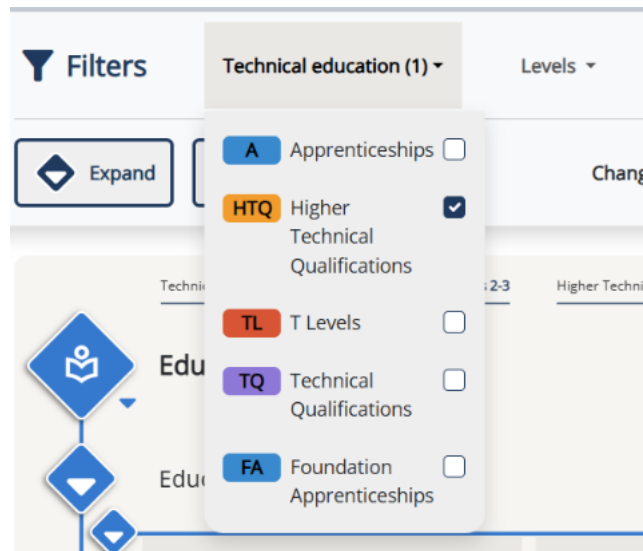 Filters
Technical education (1)
Levels
Expand
Chang
A Apprenticeships
HTQ Higher
Technical
Qualifications
TL T Levels
TQ Technical
Qualifications
FA Foundation
Apprenticeships
Techni
2-3
Higher Techni
Edu
Educ